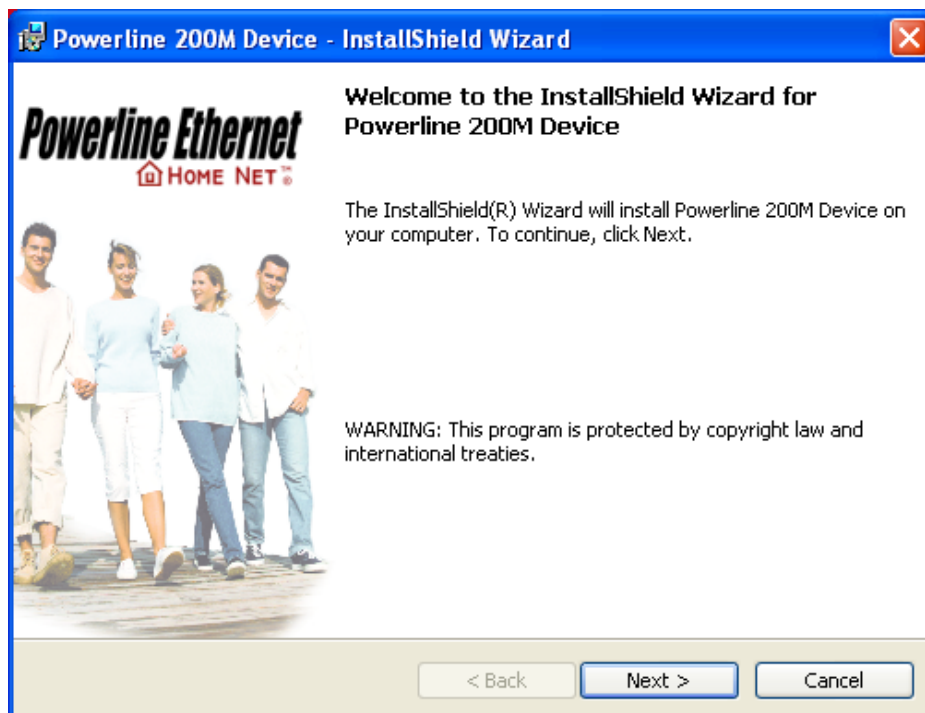 Powerline 200M Device - InstallShield Wizard
Powerline Ethernet
HOME NET™®
Welcome to the InstallShield Wizard for
Powerline 200M Device
The InstallShield(R) Wizard will install Powerline 200M Device on
your computer. To continue, click Next.
WARNING: This program is protected by copyright law and
international treaties.
< Back
Next >
Cancel